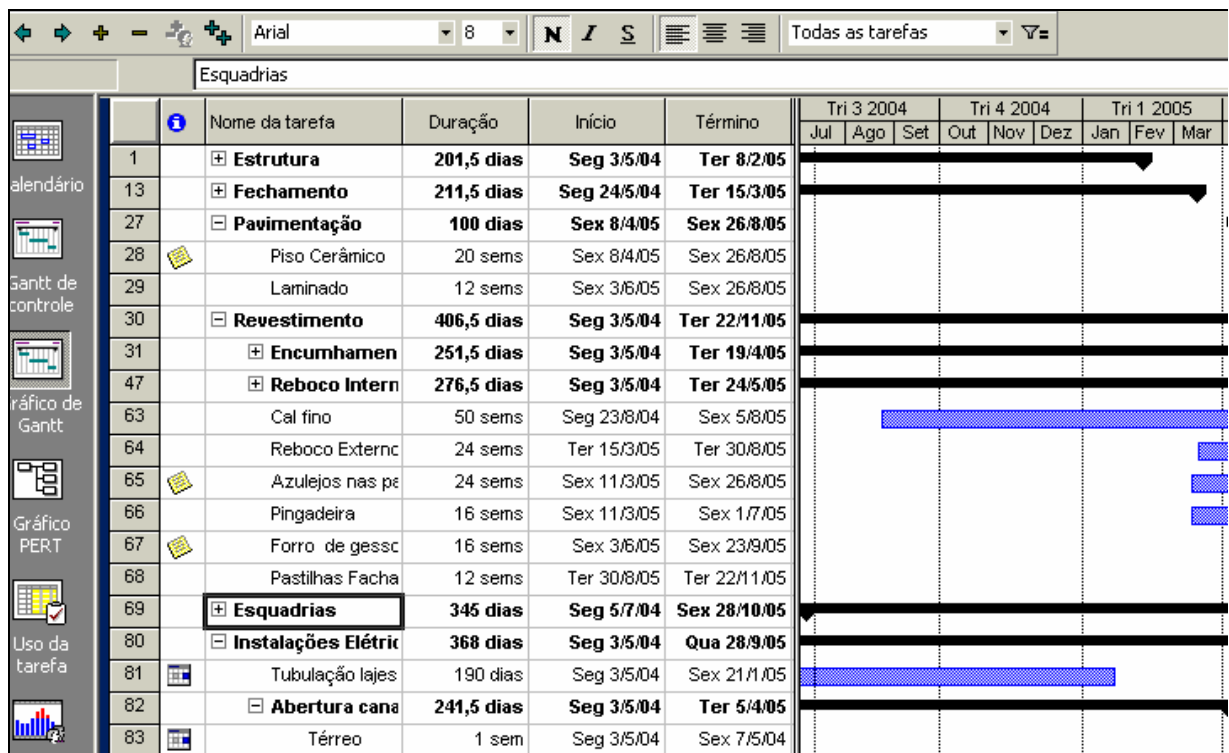 Arial 8 N I S Todas as tarefas
Esquadrias
Nome da tarefa Duração Início Término Tri 3 2004 Tri 4 2004 Tri 1 2005
Jul Ago Set Out Nov Dez Jan Fev Mar
1 Estrutura 201,5 dias Seg 3/5/04 Ter 8/2/05
13 Fechamento 211,5 dias Seg 24/5/04 Ter 15/3/05
27 Pavimentação 100 dias Sex 8/4/05 Sex 26/8/05
28 Piso Cerâmico 20 sems Sex 8/4/05 Sex 26/8/05
29 Laminado 12 sems Sex 3/6/05 Sex 26/8/05
30 Revestimento 406,5 dias Seg 3/5/04 Ter 22/11/05
31 Encunhamen 251,5 dias Seg 3/5/04 Ter 19/4/05
47 Reboco Intern 276,5 dias Seg 3/5/04 Ter 24/5/05
63 Cal fino 50 sems Seg 23/8/04 Sex 5/8/05
64 Reboco Externo 24 sems Ter 15/3/05 Ter 30/8/05
65 Azulejos nas pa 24 sems Sex 11/3/05 Sex 26/8/05
66 Pingadeira 16 sems Sex 11/3/05 Sex 1/7/05
67 Forro de gesso 16 sems Sex 3/6/05 Sex 23/9/05
68 Pastilhas Facha 12 sems Ter 30/8/05 Ter 22/11/05
69 Esquadrias 345 dias Seg 5/7/04 Sex 28/10/05
80 Instalações Elétric 368 dias Seg 3/5/04 Qua 28/9/05
81 Tubulação lajes 190 dias Seg 3/5/04 Sex 21/1/05
82 Abertura cana 241,5 dias Seg 3/5/04 Ter 5/4/05
83 Térreo 1 sem Seg 3/5/04 Sex 7/5/04
alendário
Gantt de
controle
ráfico de
Gantt
Gráfico
PERT
Uso da
tarefa